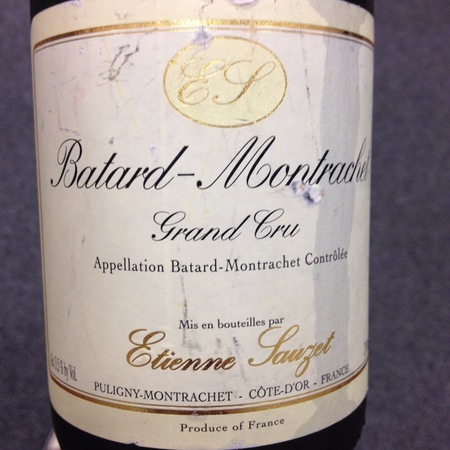 ES
Batard-Montrachet
Grand Cru
Appellation Batard-Montrachet Contrôlée
Mis en bouteilles par
Etienne Sauzet
PULIGNY-MONTRACHET - CÔTE-D'OR - FRANCE
Produce of France